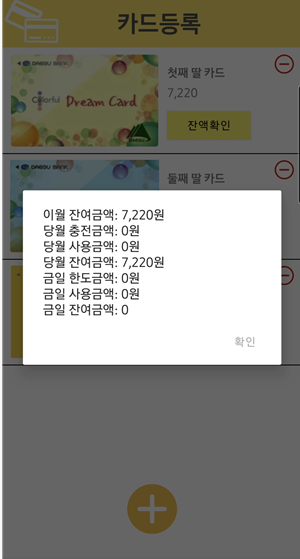 카드등록
DAEGU BANK
첫째 딸 카드
7,220
Colorful Dream Card
잔액확인
DAEGU BANK
둘째 딸 카드
이월 잔여금액: 7,220원
당월 충전금액: 0원
당월 사용금액: 0원
당월 잔여금액: 7,220원
금일 한도금액: 0원
금일 사용금액: 0원
금일 잔여금액: 0
확인